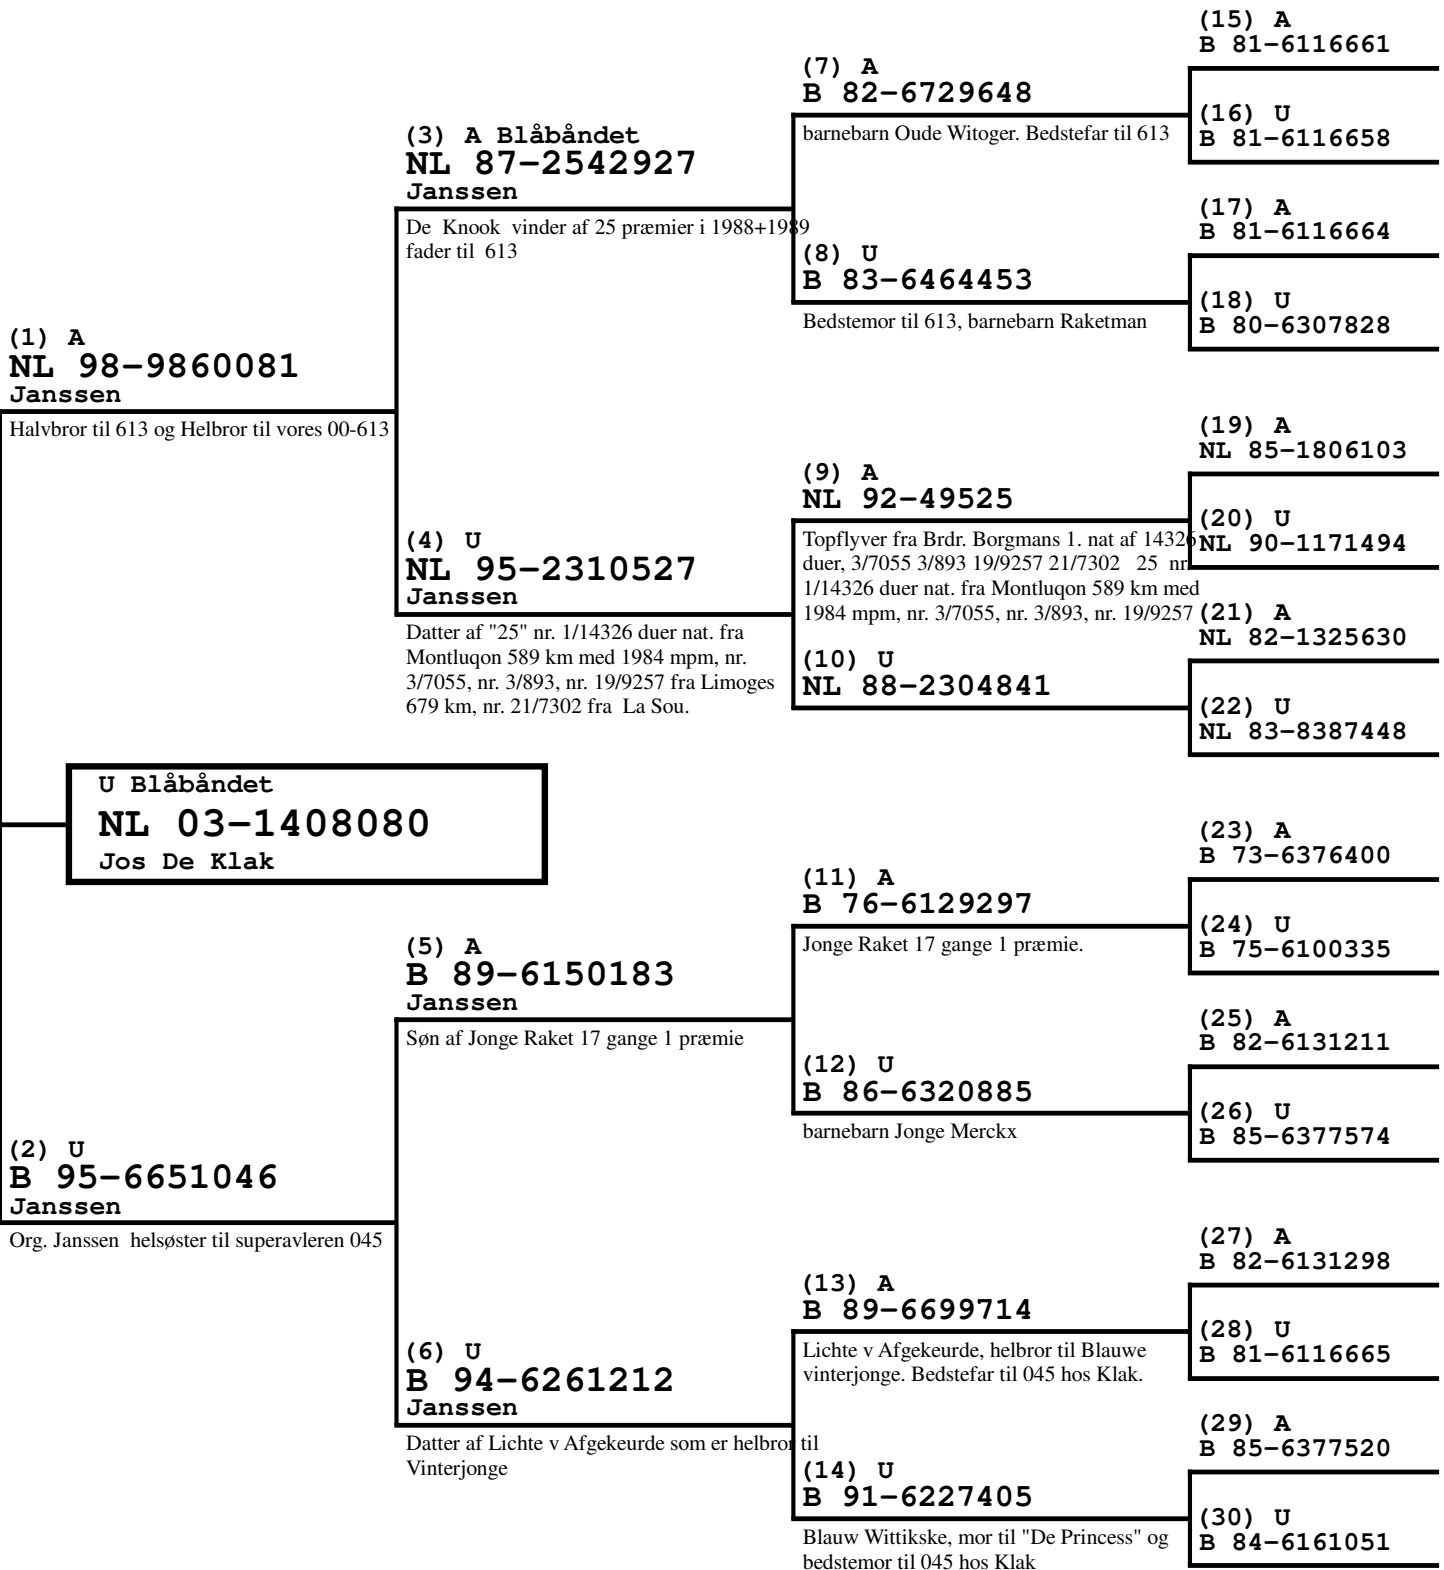 (1) A
NL 98-9860081
Janssen
Halvbror til 613 og Helbror til vores 00-613
U Blåbåndet
NL 03-1408080
Jos De Klak
(2) U
B 95-6651046
Janssen
Org. Janssen  helsøster til superavleren 045
(3) A Blåbåndet
NL 87-2542927
Janssen
De  Knook  vinder af 25 præmier i 1988+1989
fader til  613
(4) U
NL 95-2310527
Janssen
Datter af "25" nr. 1/14326 duer nat. fra
Montluqon 589 km med 1984 mpm, nr.
3/7055, nr. 3/893, nr. 19/9257 fra Limoges
679 km, nr. 21/7302 fra  La Sou.
(5) A
B 89-6150183
Janssen
Søn af Jonge Raket 17 gange 1 præmie
(6) U
B 94-6261212
Janssen
Datter af Lichte v Afgekeurde som er helbror til
Vinterjonge
(7) A
B 82-6729648
barnebarn Oude Witoger. Bedstefar til 613
(8) U
B 83-6464453
Bedstemor til 613, barnebarn Raketman
(9) A
NL 92-49525
Topflyver fra Brdr. Borgmans 1. nat af 14326
duer, 3/7055 3/893 19/9257 21/7302   25  nr.
1/14326 duer nat. fra Montluqon 589 km med
1984 mpm, nr. 3/7055, nr. 3/893, nr. 19/9257
(10) U
NL 88-2304841
(11) A
B 76-6129297
Jonge Raket 17 gange 1 præmie.
(12) U
B 86-6320885
barnebarn Jonge Merckx
(13) A
B 89-6699714
Lichte v Afgekeurde, helbror til Blauwe
vinterjonge. Bedstefar til 045 hos Klak.
(14) U
B 91-6227405
Blauw Wittikske, mor til "De Princess" og
bedstemor til 045 hos Klak
(15) A
B 81-6116661
(16) U
B 81-6116658
(17) A
B 81-6116664
(18) U
B 80-6307828
(19) A
NL 85-1806103
(20) U
NL 90-1171494
(21) A
NL 82-1325630
(22) U
NL 83-8387448
(23) A
B 73-6376400
(24) U
B 75-6100335
(25) A
B 82-6131211
(26) U
B 85-6377574
(27) A
B 82-6131298
(28) U
B 81-6116665
(29) A
B 85-6377520
(30) U
B 84-6161051